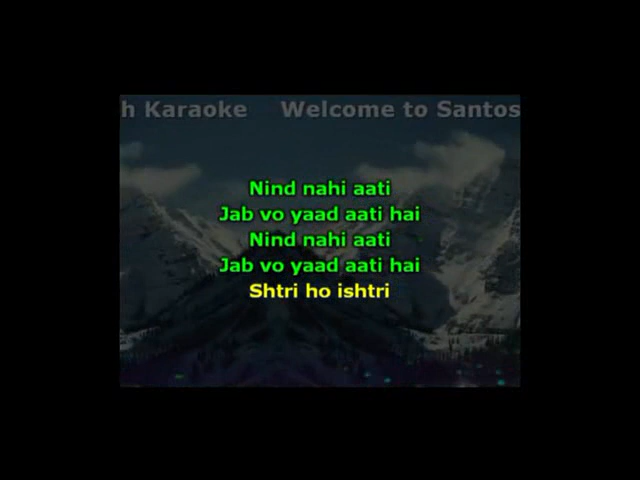 h Karaoke Welcome to Santos
Nind nahi aati
Jab vo yaad aati hai
Nind nahi aati
Jab vo yaad aati hai
Shtri ho ishtri